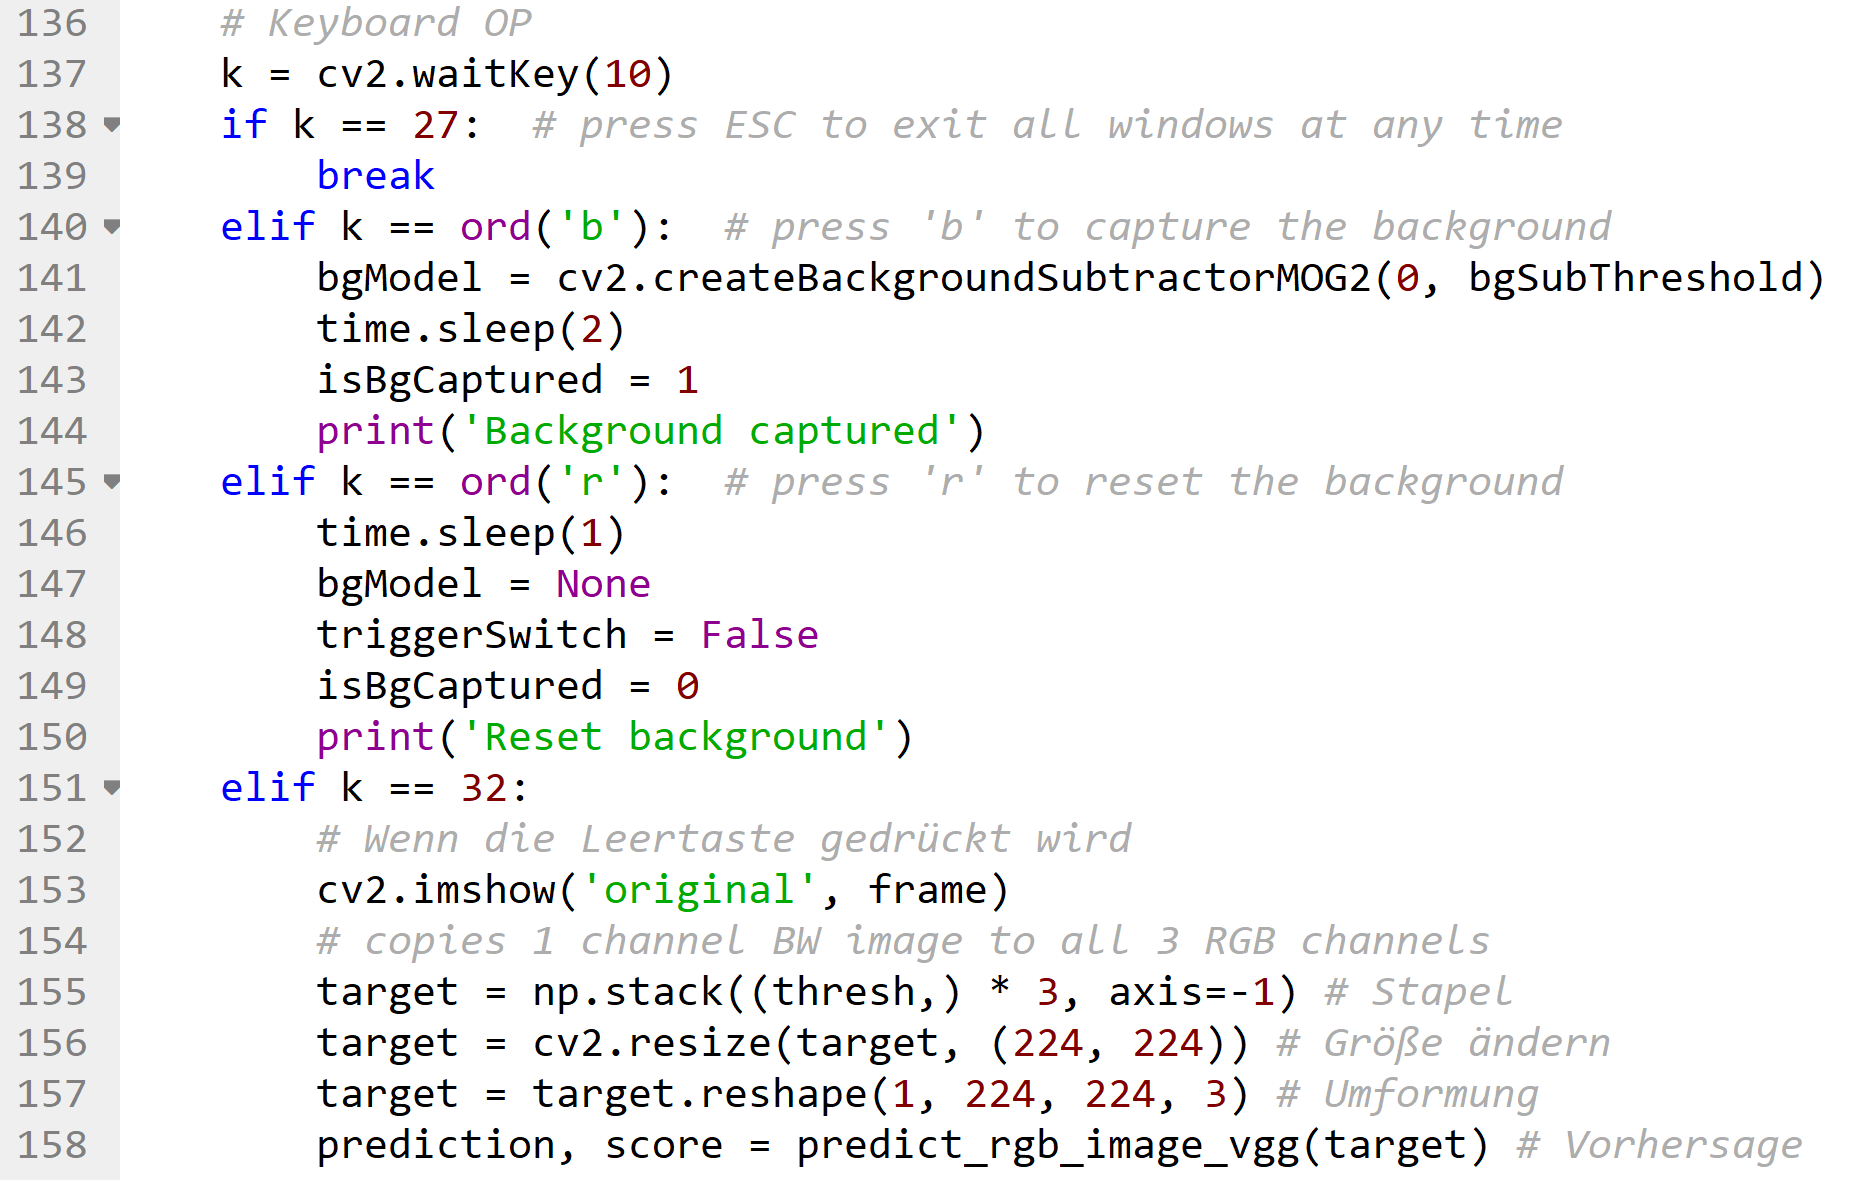 136 # Keyboard OP
137 k = cv2.waitKey(10)
138 if k == 27:  # press ESC to exit all windows at any time
139 break
140 elif k == ord('b'):  # press 'b' to capture the background
141 bgModel = cv2.createBackgroundSubtractorMOG2(0, bgSubThreshold)
142 time.sleep(2)
143 isBgCaptured = 1
144 print('Background captured')
145 elif k == ord('r'):  # press 'r' to reset the background
146 time.sleep(1)
147 bgModel = None
148 triggerSwitch = False
149 isBgCaptured = 0
150 print('Reset background')
151 elif k == 32:
152 # Wenn die Leertaste gedrückt wird
153 cv2.imshow('original', frame)
154 # copies 1 channel BW image to all 3 RGB channels
155 target = np.stack((thresh,) * 3, axis=-1) # Stapel
156 target = cv2.resize(target, (224, 224)) # Größe ändern
157 target = target.reshape(1, 224, 224, 3) # Umformung
158 prediction, score = predict_rgb_image_vgg(target) # Vorhersage